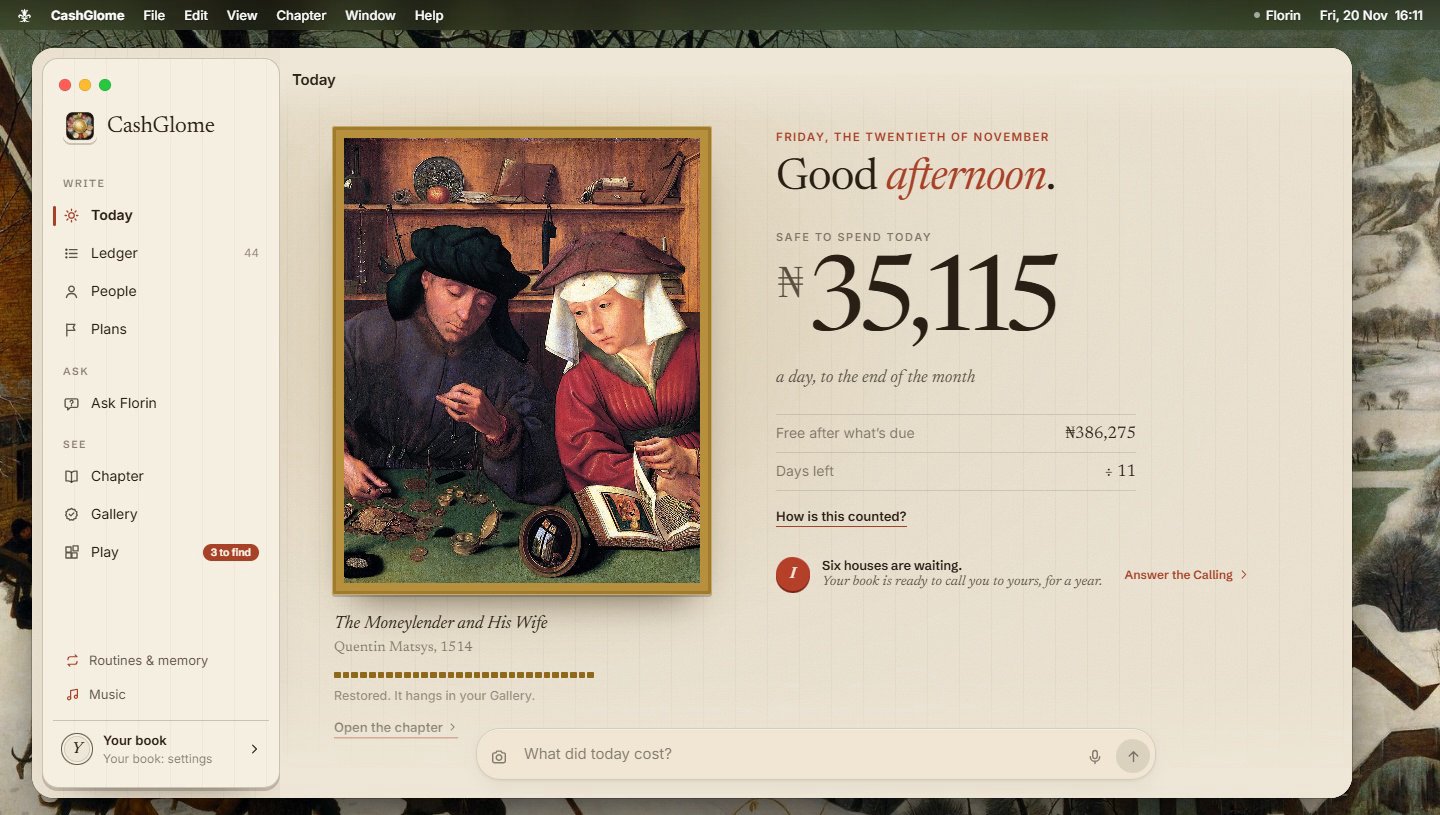 CashGlome File Edit View Chapter Window Help
Florin Fri, 20 Nov 16:11
CashGlome
WRITE
Today
Ledger 44
People
Plans
ASK
Ask Florin
SEE
Chapter
Gallery
Play 3 to find
Routines & memory
Music
Y
Your book
Your book: settings
Today
The Moneylender and His Wife
Quentin Matsys, 1514
Restored. It hangs in your Gallery.
Open the chapter
FRIDAY, THE TWENTIETH OF NOVEMBER
Good afternoon.
SAFE TO SPEND TODAY
₦35,115
a day, to the end of the month
Free after what’s due ₦386,275
Days left ÷ 11
How is this counted?
I
Six houses are waiting.
Your book is ready to call you to yours, for a year.
Answer the Calling
What did today cost?